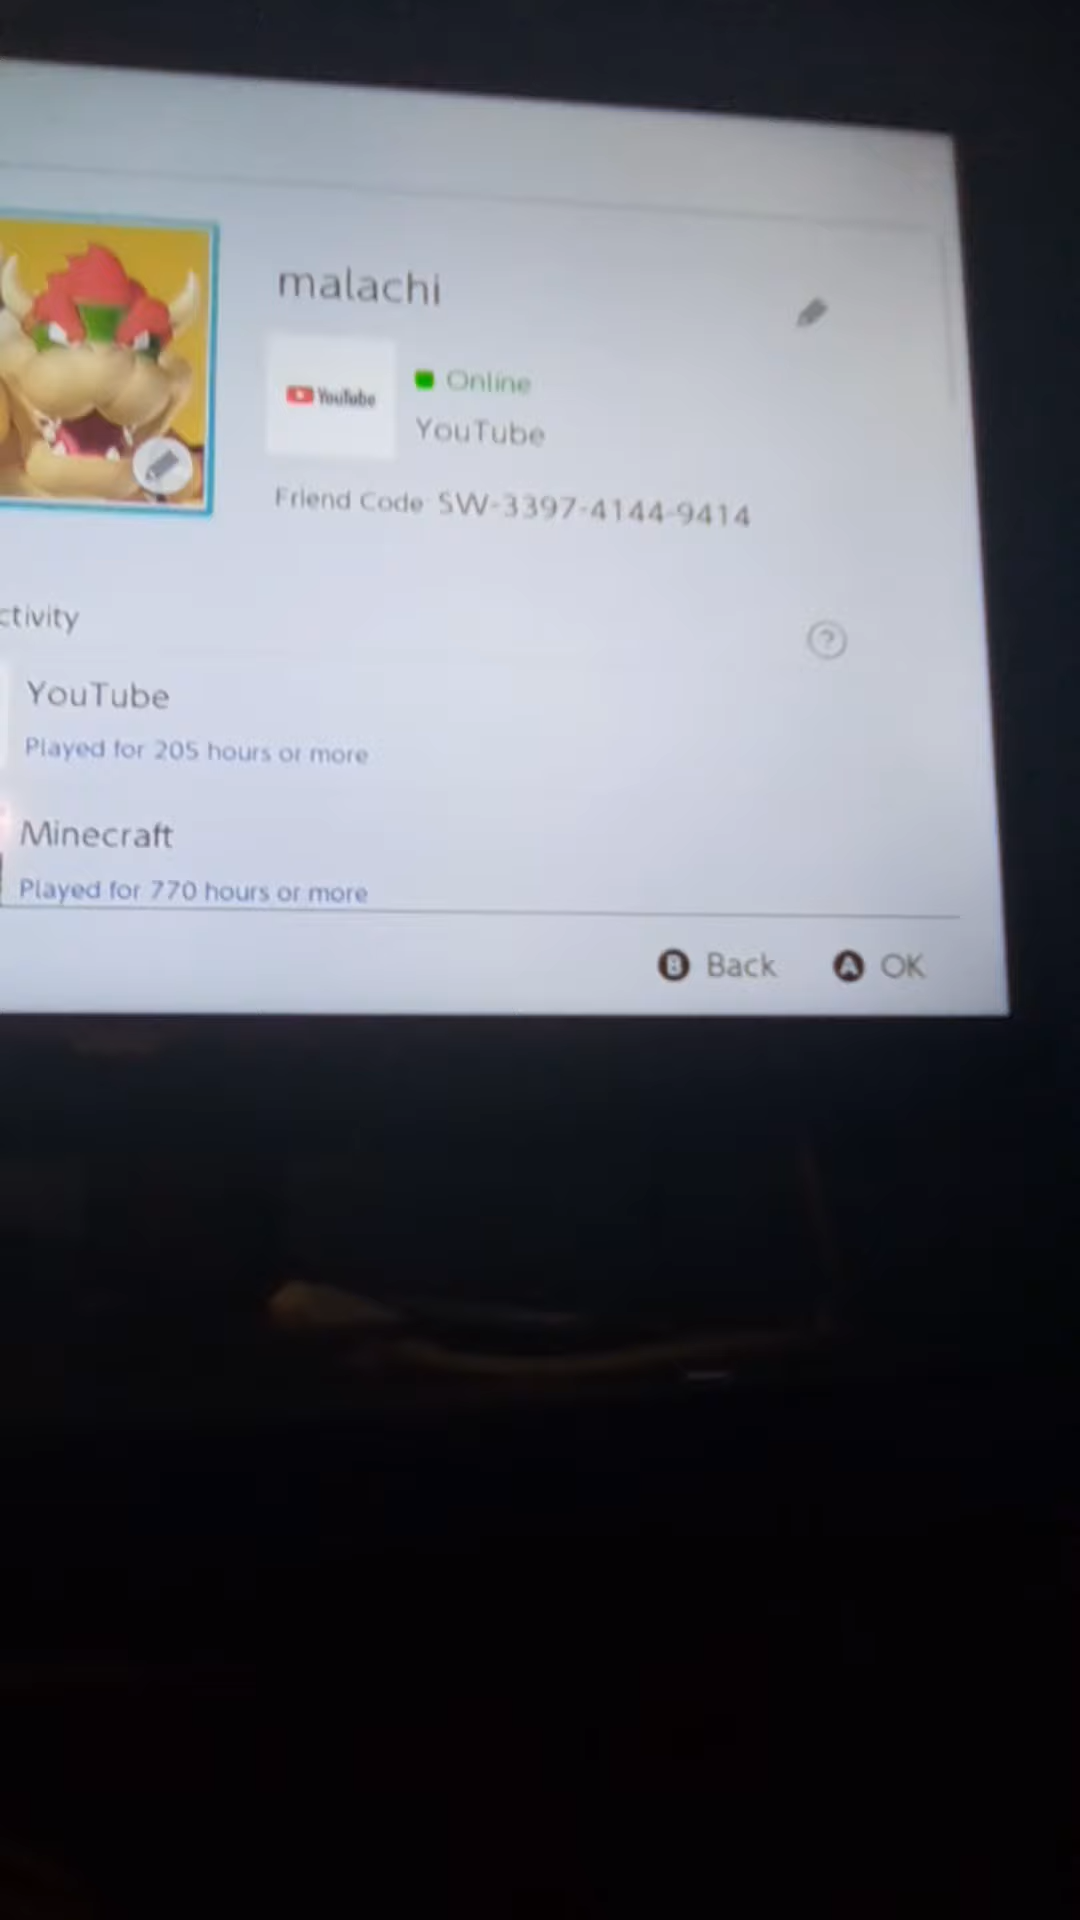 malachi
YouTube
Online
YouTube
Friend Code SW-3397-4144-9414
ctivity
?
YouTube
Played for 205 hours or more
Minecraft
Played for 770 hours or more
B Back
A OK